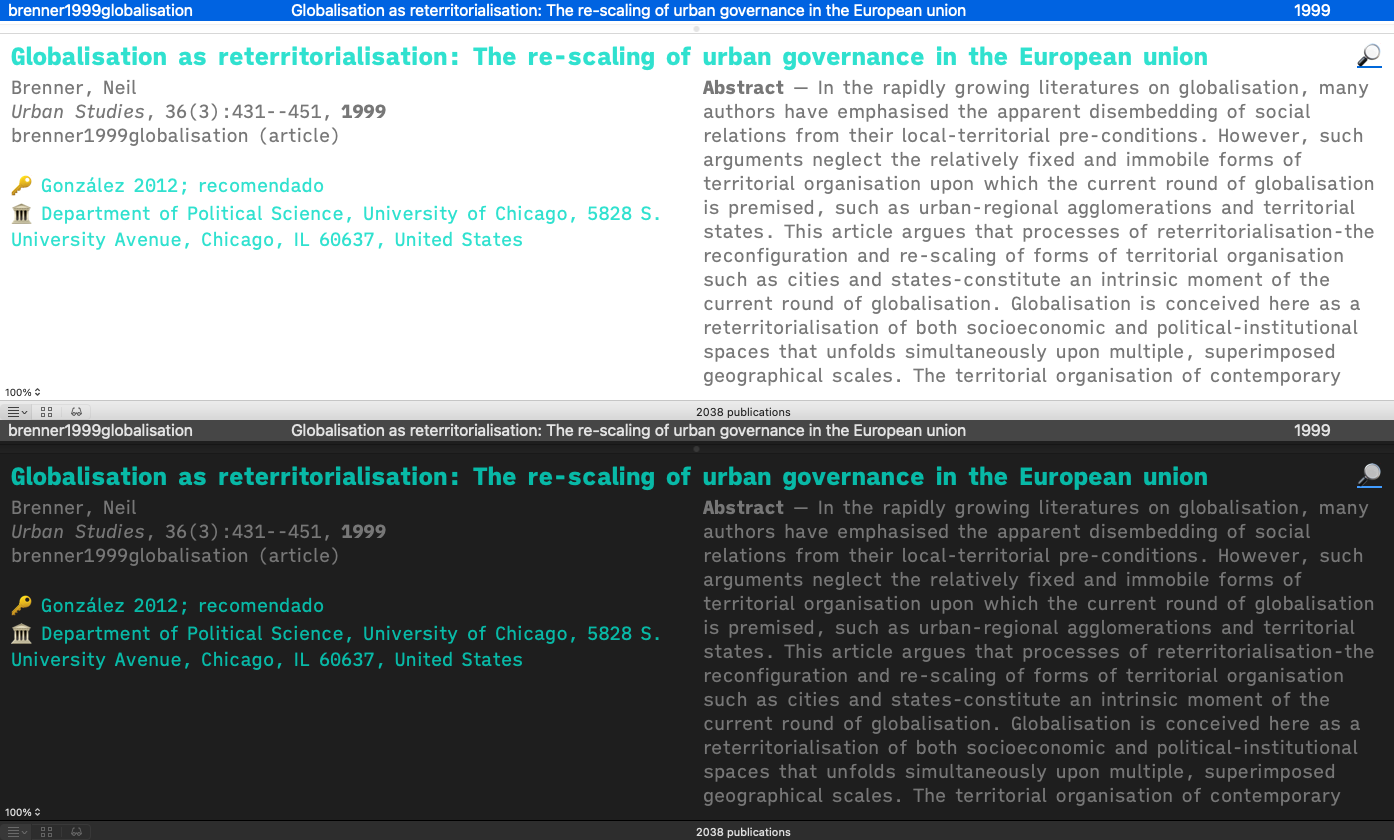 brenner1999globalisation Globalisation as reterritorialisation: The re-scaling of urban governance in the European union 1999
Globalisation as reterritorialisation: The re-scaling of urban governance in the European union
Brenner, Neil
Urban Studies, 36(3):431--451, 1999
brenner1999globalisation (article)
González 2012; recomendado
Department of Political Science, University of Chicago, 5828 S.
University Avenue, Chicago, IL 60637, United States
Abstract — In the rapidly growing literatures on globalisation, many
authors have emphasised the apparent disembedding of social
relations from their local-territorial pre-conditions. However, such
arguments neglect the relatively fixed and immobile forms of
territorial organisation upon which the current round of globalisation
is premised, such as urban-regional agglomerations and territorial
states. This article argues that processes of reterritorialisation-the
reconfiguration and re-scaling of forms of territorial organisation
such as cities and states-constitute an intrinsic moment of the
current round of globalisation. Globalisation is conceived here as a
reterritorialisation of both socioeconomic and political-institutional
spaces that unfolds simultaneously upon multiple, superimposed
geographical scales. The territorial organisation of contemporary
100%
2038 publications
brenner1999globalisation Globalisation as reterritorialisation: The re-scaling of urban governance in the European union 1999
Globalisation as reterritorialisation: The re-scaling of urban governance in the European union
Brenner, Neil
Urban Studies, 36(3):431--451, 1999
brenner1999globalisation (article)
González 2012; recomendado
Department of Political Science, University of Chicago, 5828 S.
University Avenue, Chicago, IL 60637, United States
Abstract — In the rapidly growing literatures on globalisation, many
authors have emphasised the apparent disembedding of social
relations from their local-territorial pre-conditions. However, such
arguments neglect the relatively fixed and immobile forms of
territorial organisation upon which the current round of globalisation
is premised, such as urban-regional agglomerations and territorial
states. This article argues that processes of reterritorialisation-the
reconfiguration and re-scaling of forms of territorial organisation
such as cities and states-constitute an intrinsic moment of the
current round of globalisation. Globalisation is conceived here as a
reterritorialisation of both socioeconomic and political-institutional
spaces that unfolds simultaneously upon multiple, superimposed
geographical scales. The territorial organisation of contemporary
100%
2038 publications